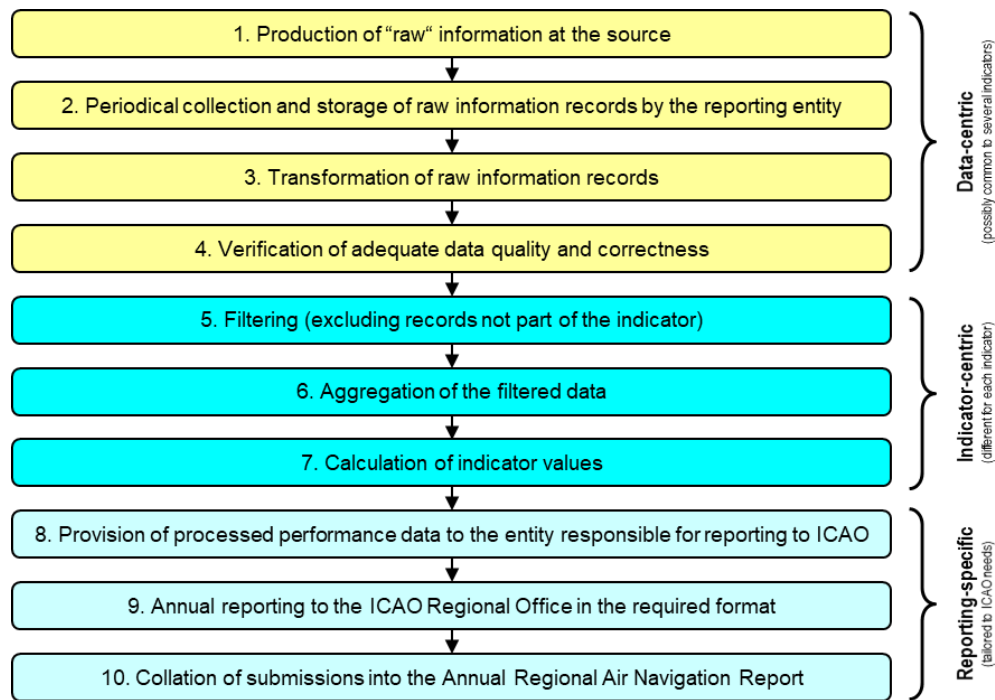 1. Production of “raw“ information at the source
2. Periodical collection and storage of raw information records by the reporting entity
3. Transformation of raw information records
4. Verification of adequate data quality and correctness
Data-centric
(possibly common to several indicators)
5. Filtering (excluding records not part of the indicator)
6. Aggregation of the filtered data
7. Calculation of indicator values
Indicator-centric
(different for each indicator)
8. Provision of processed performance data to the entity responsible for reporting to ICAO
9. Annual reporting to the ICAO Regional Office in the required format
10. Collation of submissions into the Annual Regional Air Navigation Report
Reporting-specific
(tailored to ICAO needs)